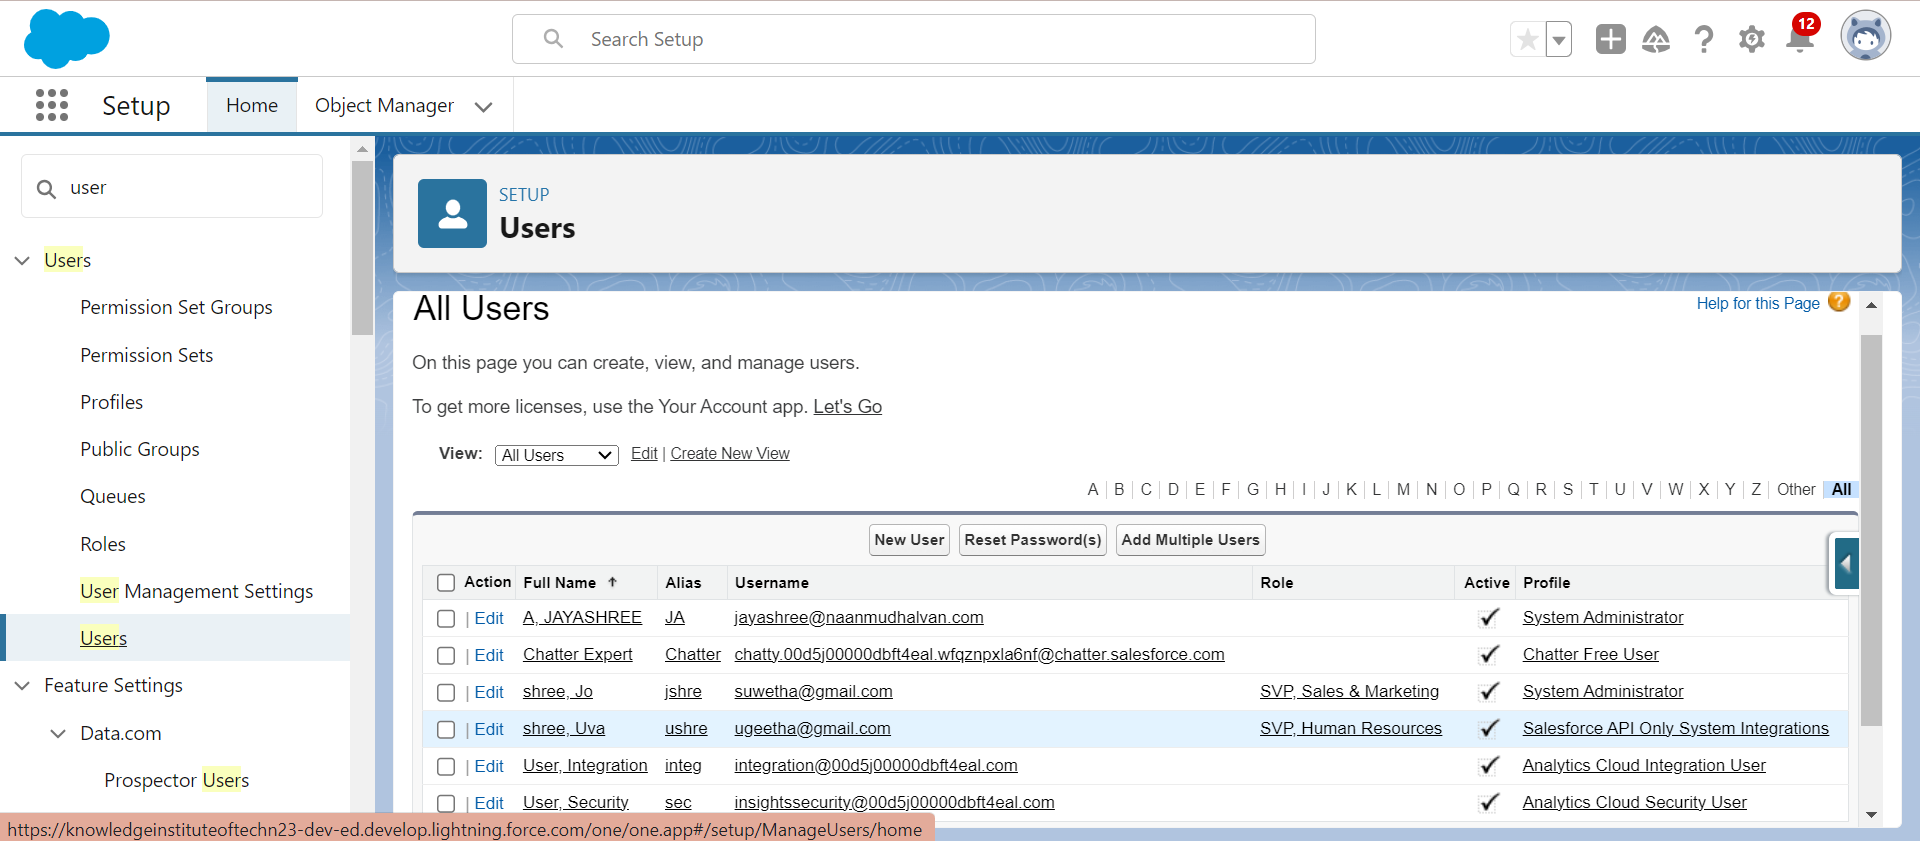 Search Setup
12
Setup
Home
Object Manager
user
Users
Permission Set Groups
Permission Sets
Profiles
Public Groups
Queues
Roles
User Management Settings
Users
Feature Settings
Data.com
Prospector Users
SETUP
Users
All Users
Help for this Page ?
On this page you can create, view, and manage users.
To get more licenses, use the Your Account app. Let's Go
View: All Users Edit | Create New View
A | B | C | D | E | F | G | H | I | J | K | L | M | N | O | P | Q | R | S | T | U | V | W | X | Y | Z | Other | All
New User Reset Password(s) Add Multiple Users
Action Full Name ↑ Alias Username Role Active Profile
| Edit A, JAYASHREE JA jayashree@naanmudhalvan.com System Administrator
| Edit Chatter Expert Chatter chatty.00d5j00000dbft4eal.wfqznpxla6nf@chatter.salesforce.com Chatter Free User
| Edit shree, Jo jshre suwetha@gmail.com SVP, Sales & Marketing System Administrator
| Edit shree, Uva ushre ugeetha@gmail.com SVP, Human Resources Salesforce API Only System Integrations
| Edit User, Integration integ integration@00d5j00000dbft4eal.com Analytics Cloud Integration User
| Edit User, Security sec insightssecurity@00d5j00000dbft4eal.com Analytics Cloud Security User
https://knowledgeinstituteoftechn23-dev-ed.develop.lightning.force.com/one/one.app#/setup/ManageUsers/home